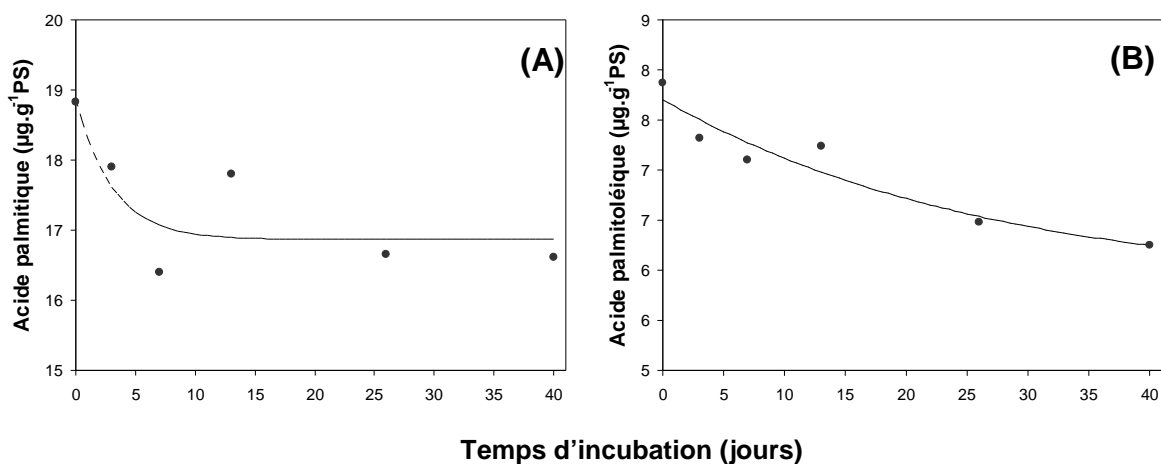 (A)
Acide palmitique (µg.g-1PS)
20
19
18
17
16
15
0 5 10 15 20 25 30 35 40
(B)
Acide palmitoléique (µg.g-1PS)
9
8
8
7
7
6
6
5
0 5 10 15 20 25 30 35 40
Temps d’incubation (jours)